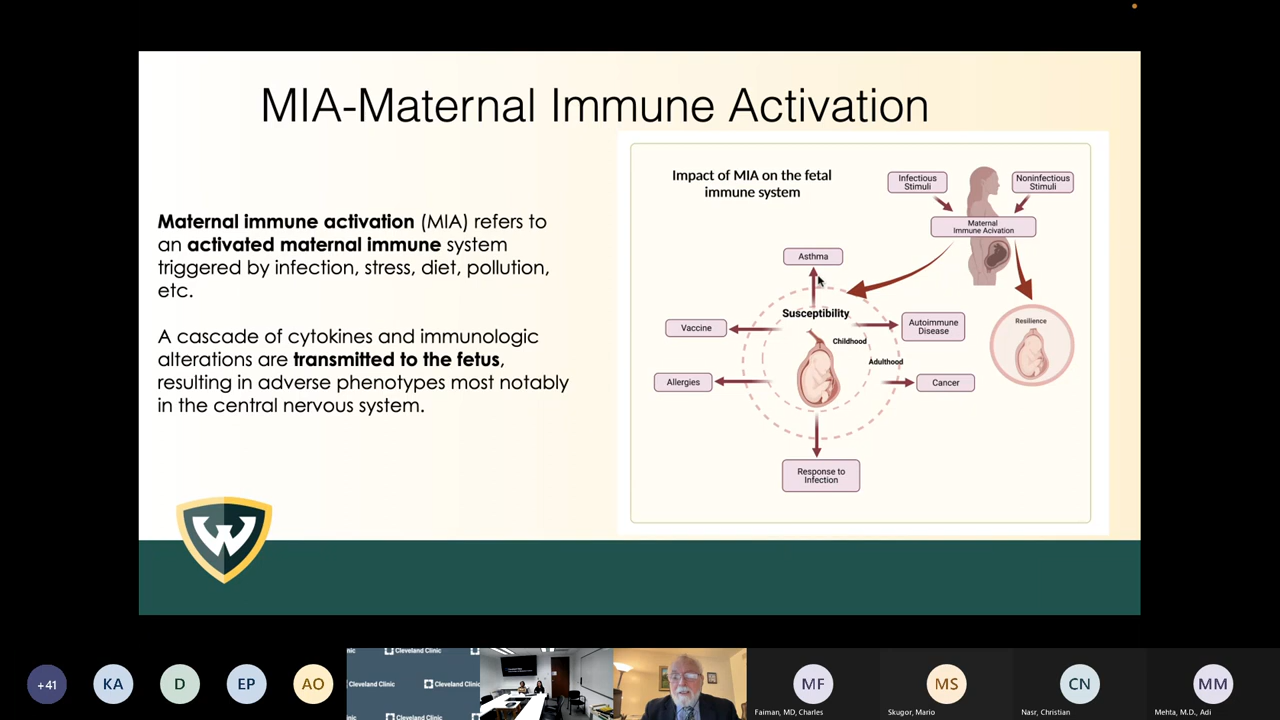 MIA-Maternal Immune Activation
Maternal immune activation (MIA) refers to
an activated maternal immune system
triggered by infection, stress, diet, pollution,
etc.
A cascade of cytokines and immunologic
alterations are transmitted to the fetus,
resulting in adverse phenotypes most notably
in the central nervous system.
Impact of MIA on the fetal
immune system
Infectious
Stimuli
Noninfectious
Stimuli
Maternal
Immune Acivation
Asthma
Susceptibility
Vaccine
Childhood
Autoimmune
Disease
Resilience
Adulthood
Allergies
Cancer
Response to
Infection
W
+41
KA
D
EP
AO
nic
Cleveland Clinic
Cleveland Clinic
Cleveland Clinic
nic
Cleveland Clinic
MF
MS
CN
MM
Faiman, MD, Charles
Skugor, Mario
Nasr, Christian
Mehta, M.D., Adi